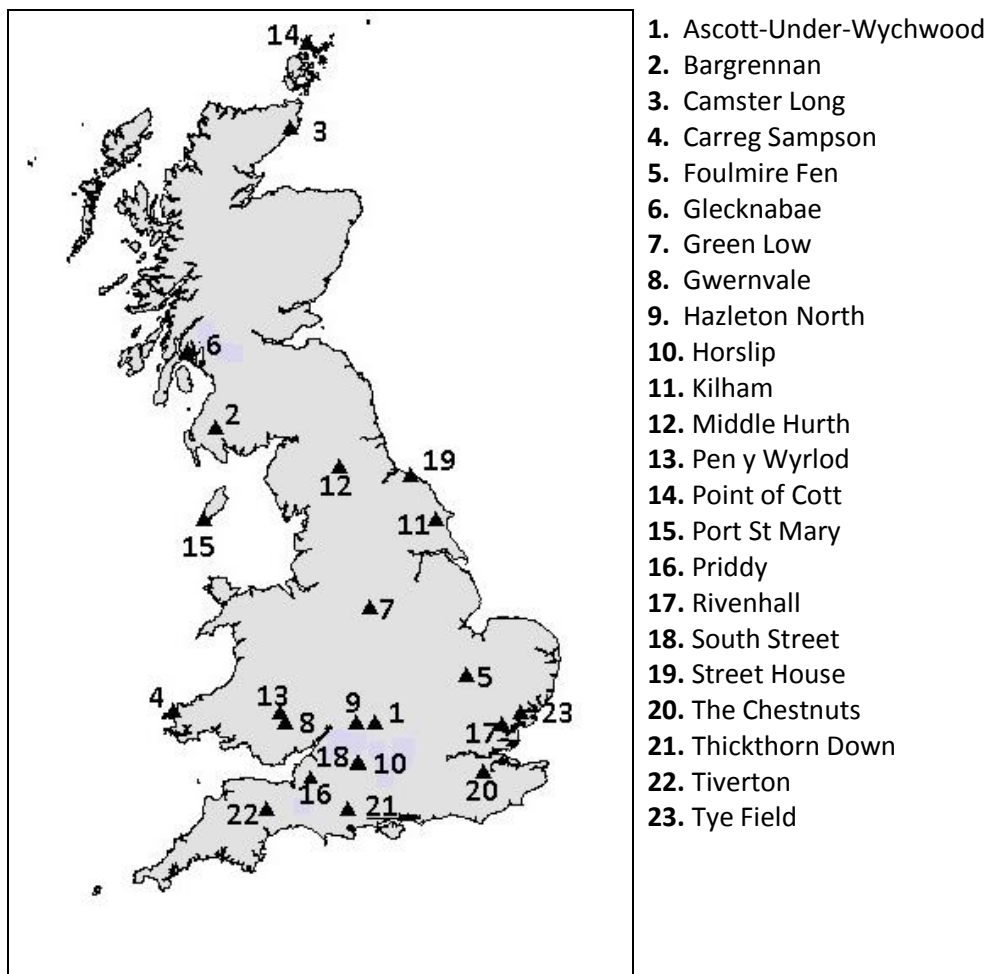 14
3
6
2
12
19
15
11
7
5
4
13
8
9
1
23
17
18
10
16
20
22
21
1. Ascott-Under-Wychwood
2. Bargrennan
3. Camster Long
4. Carreg Sampson
5. Foulmire Fen
6. Glecknabae
7. Green Low
8. Gwernvale
9. Hazleton North
10. Horslip
11. Kilham
12. Middle Hurth
13. Pen y Wyrlod
14. Point of Cott
15. Port St Mary
16. Priddy
17. Rivenhall
18. South Street
19. Street House
20. The Chestnuts
21. Thickthorn Down
22. Tiverton
23. Tye Field